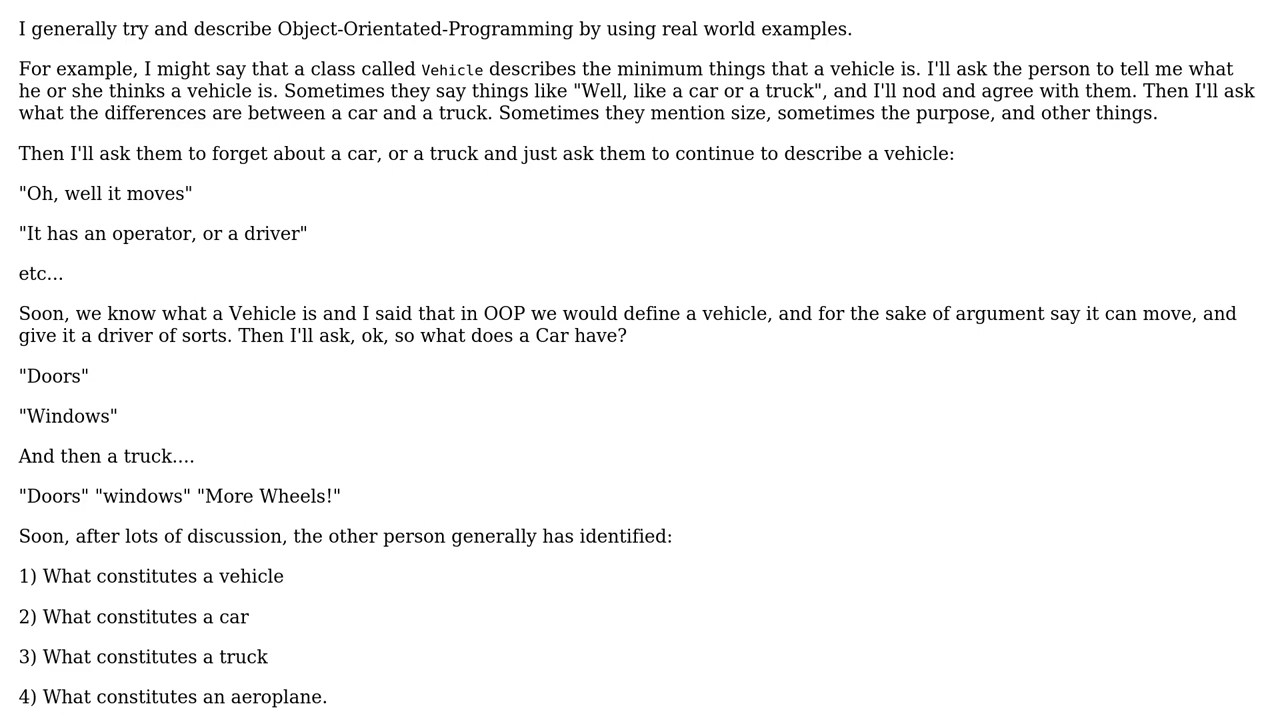 I generally try and describe Object-Orientated-Programming by using real world examples.
For example, I might say that a class called Vehicle describes the minimum things that a vehicle is. I'll ask the person to tell me what
he or she thinks a vehicle is. Sometimes they say things like "Well, like a car or a truck", and I'll nod and agree with them. Then I'll ask
what the differences are between a car and a truck. Sometimes they mention size, sometimes the purpose, and other things.
Then I'll ask them to forget about a car, or a truck and just ask them to continue to describe a vehicle:
"Oh, well it moves"
"It has an operator, or a driver"
etc...
Soon, we know what a Vehicle is and I said that in OOP we would define a vehicle, and for the sake of argument say it can move, and
give it a driver of sorts. Then I'll ask, ok, so what does a Car have?
"Doors"
"Windows"
And then a truck....
"Doors" "windows" "More Wheels!"
Soon, after lots of discussion, the other person generally has identified:
1) What constitutes a vehicle
2) What constitutes a car
3) What constitutes a truck
4) What constitutes an aeroplane.